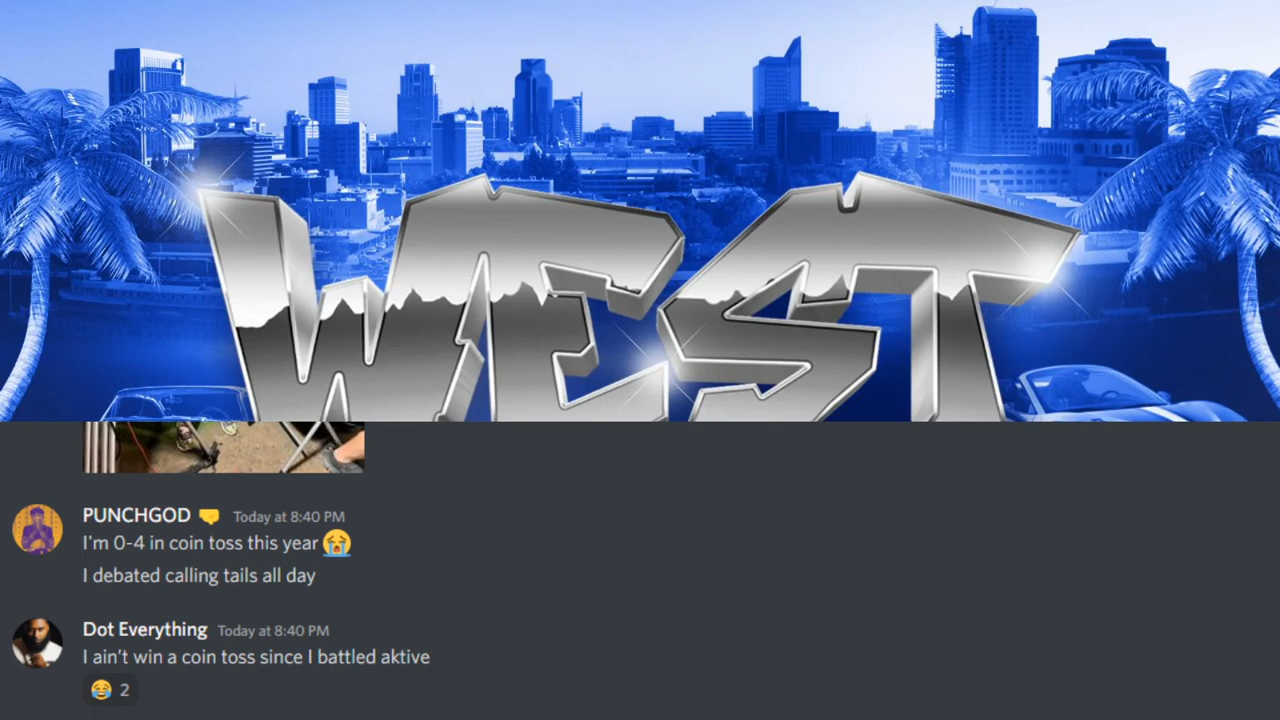 WEST
PUNCHGOD 🤜 Today at 8:40 PM
I'm 0-4 in coin toss this year 😭
I debated calling tails all day
Dot Everything Today at 8:40 PM
I ain't win a coin toss since I battled aktive
😂 2